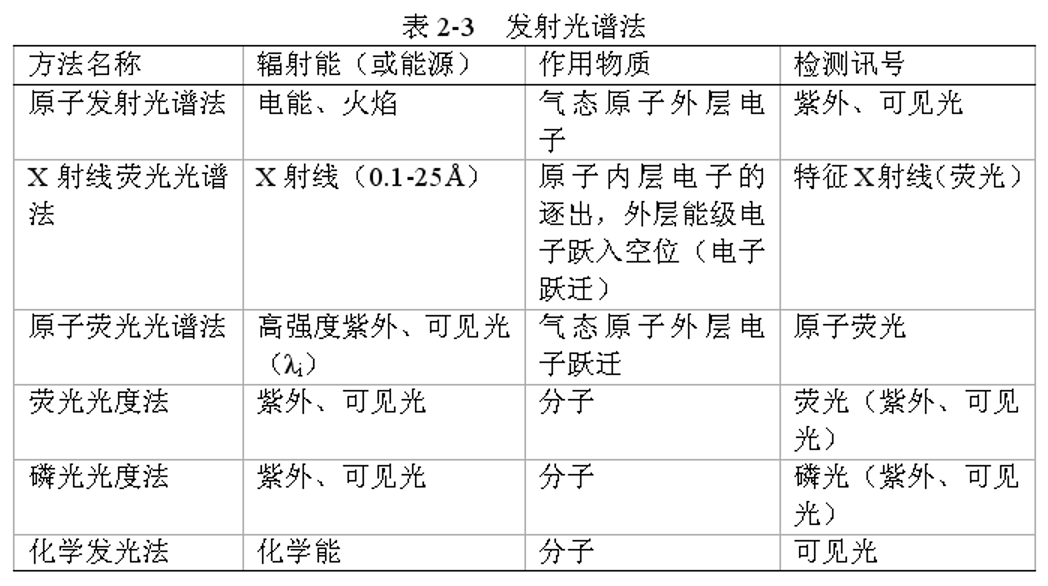 表 2-3 发射光谱法
方法名称 辐射能（或能源） 作用物质 检测讯号
原子发射光谱法 电能、火焰 气态原子外层电
子 紫外、可见光
X 射线荧光光谱
法 X 射线（0.1-25Å） 原子内层电子的
逐出，外层能级电
子跃入空位（电子
跃迁） 特征X射线(荧光）
原子荧光光谱法 高强度紫外、可见光
（λi） 气态原子外层电
子跃迁 原子荧光
荧光光度法 紫外、可见光 分子 荧光（紫外、可见
光）
磷光光度法 紫外、可见光 分子 磷光（紫外、可见
光）
化学发光法 化学能 分子 可见光